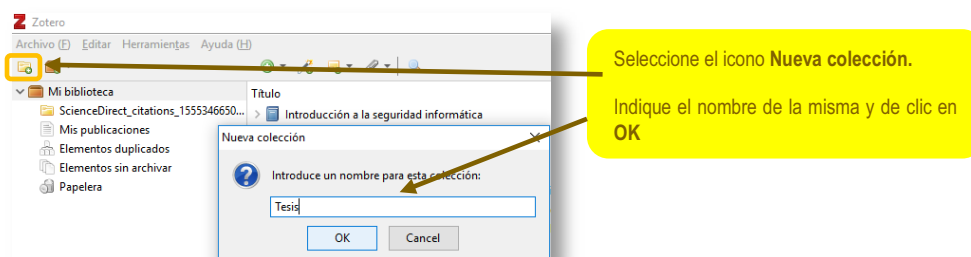 Zotero
Archivo (F) Editar Herramientas Ayuda (H)
Mi biblioteca
ScienceDirect_citations_1555346650...
Mis publicaciones
Elementos duplicados
Elementos sin archivar
Papelera
Título
Introducción a la seguridad informática
Nueva colección
Introduce un nombre para esta colección:
Tesis
OK Cancel
Seleccione el icono Nueva colección.
Indique el nombre de la misma y de clic en
OK